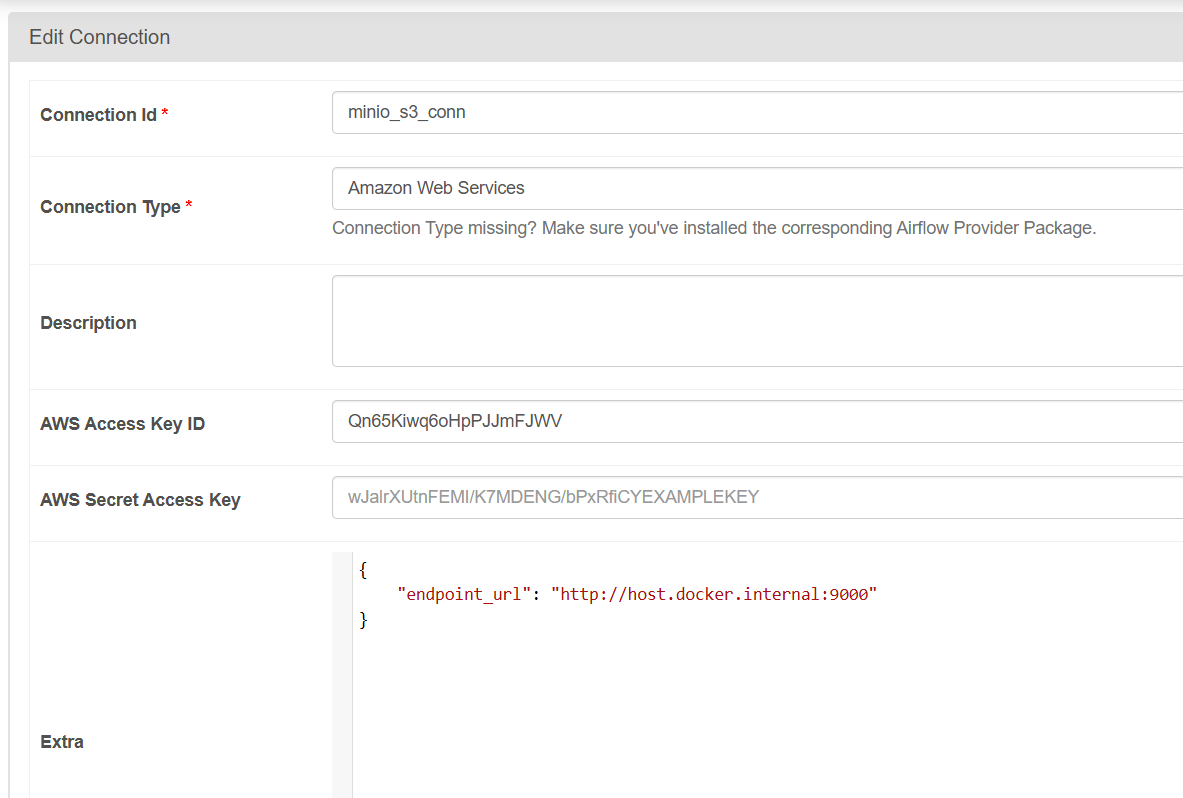 Edit Connection
Connection Id *
minio_s3_conn
Connection Type *
Amazon Web Services
Connection Type missing? Make sure you've installed the corresponding Airflow Provider Package.
Description
AWS Access Key ID
Qn65Kiwq6oHpPJJmFJWV
AWS Secret Access Key
wJalrXUtnFEMI/K7MDENG/bPxRfiCYEXAMPLEKEY
Extra
{
"endpoint_url": "http://host.docker.internal:9000"
}